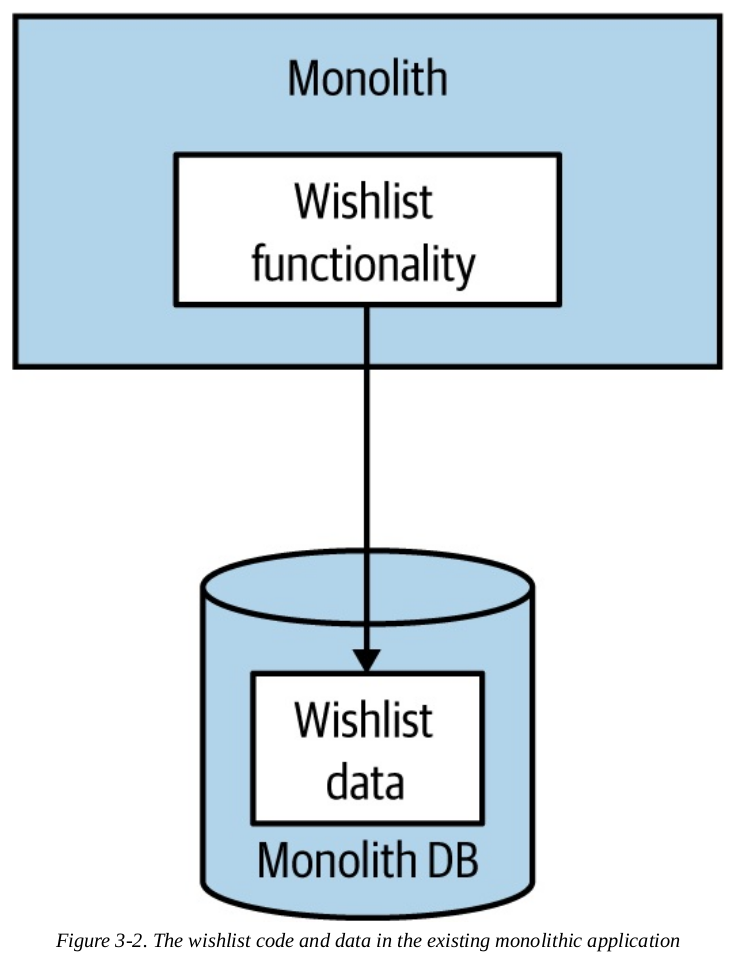 Monolith
Wishlist
functionality
Wishlist
data
Monolith DB
Figure 3-2. The wishlist code and data in the existing monolithic application